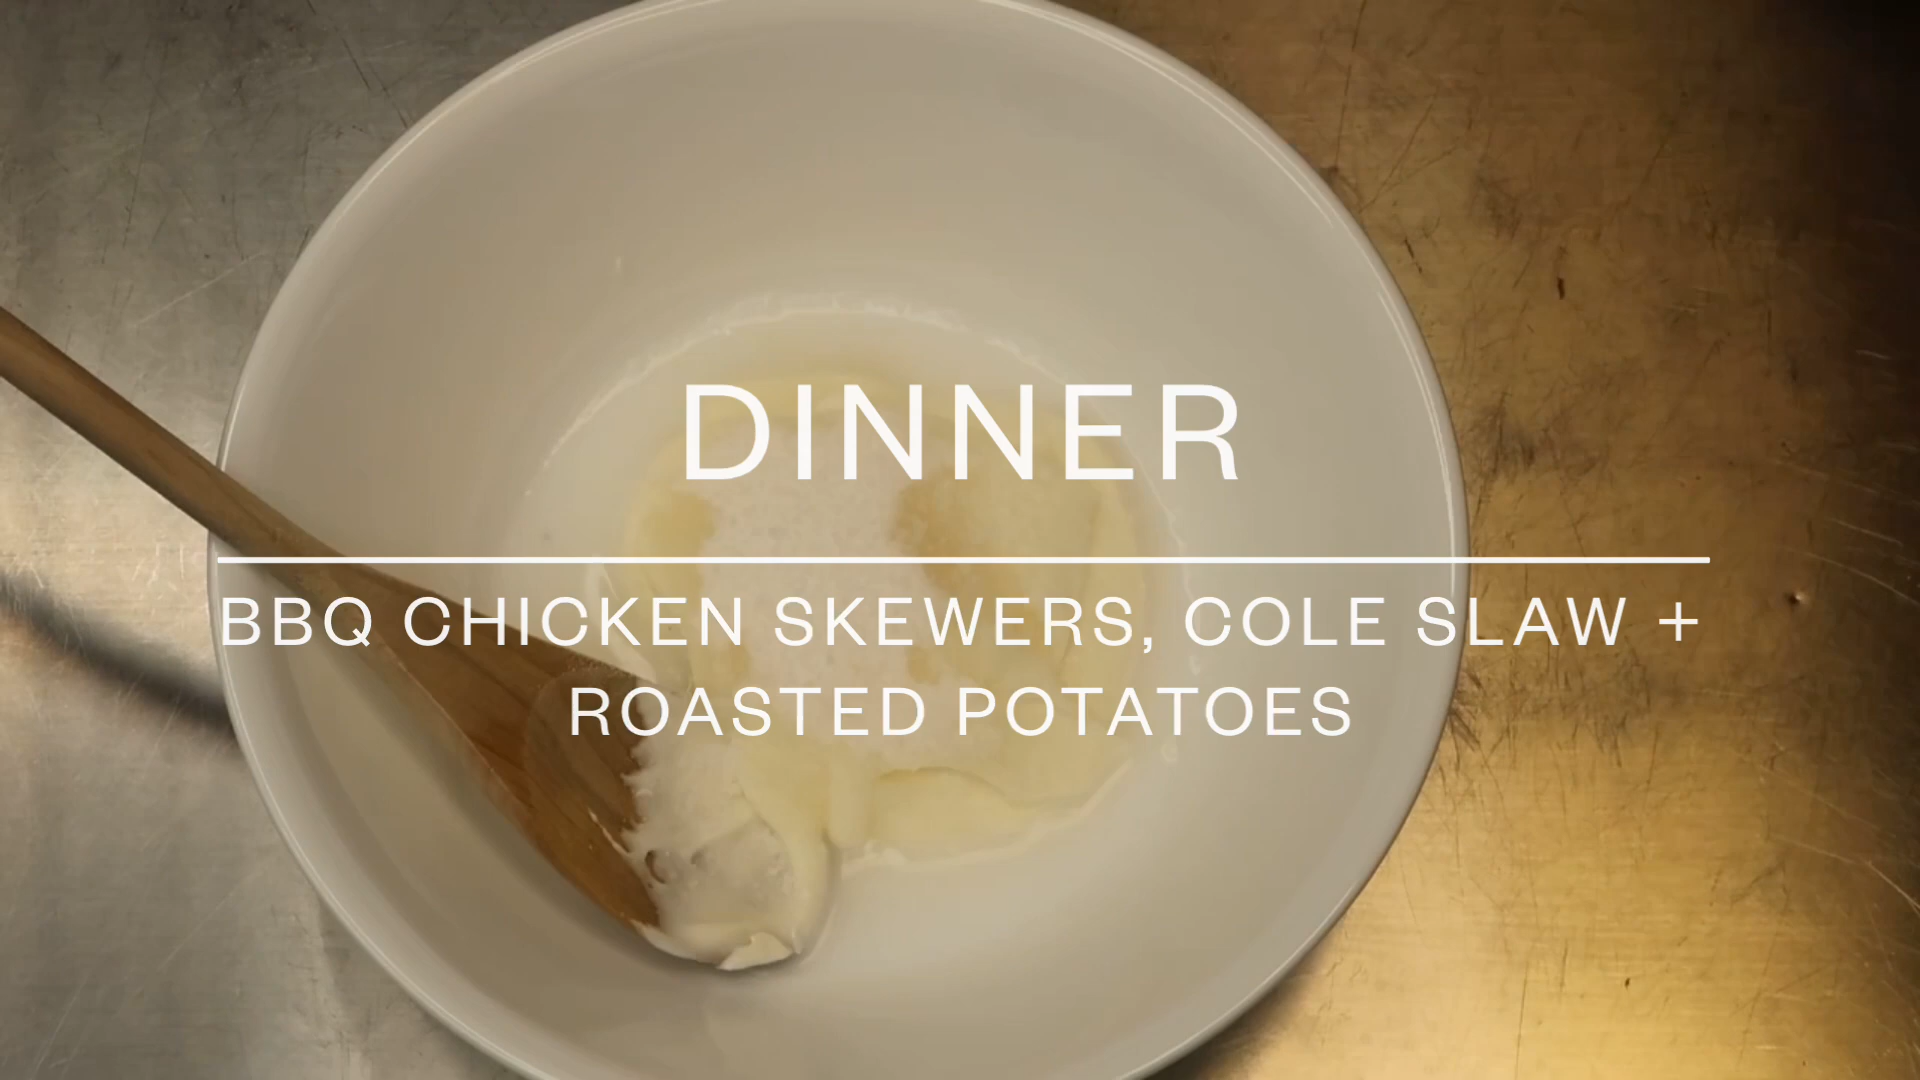 DINNER
BBQ CHICKEN SKEWERS, COLE SLAW +
ROASTED POTATOES